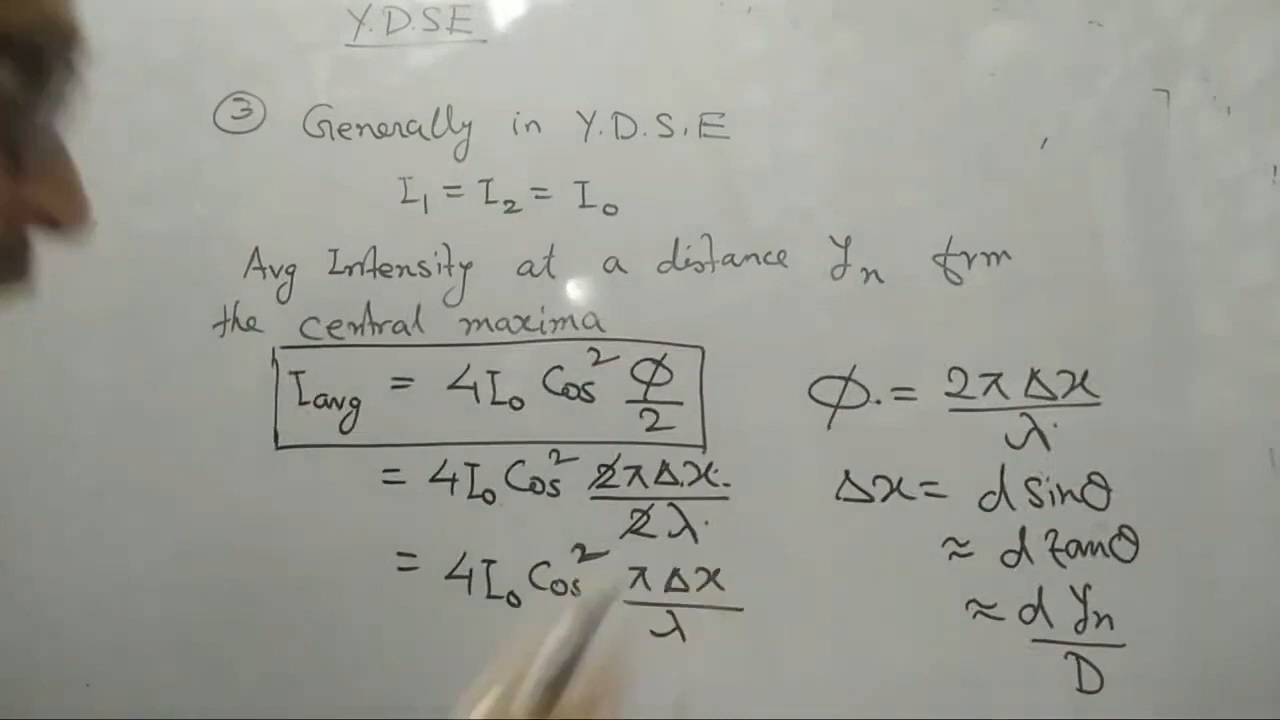 Y.D.SE
③ Generally in Y.D.S.E
I₁ = I₂ = I₀
Avg Intensity at a distance yₙ frm
the central maxima
I_avg = 4I₀ Cos² ϕ/2
ϕ. = 2π Δx/λ
= 4I₀ Cos² 2πΔx./2λ
Δx = d sinθ
≈ d tanθ
= 4I₀ Cos² πΔx/λ
≈ d yₙ/D